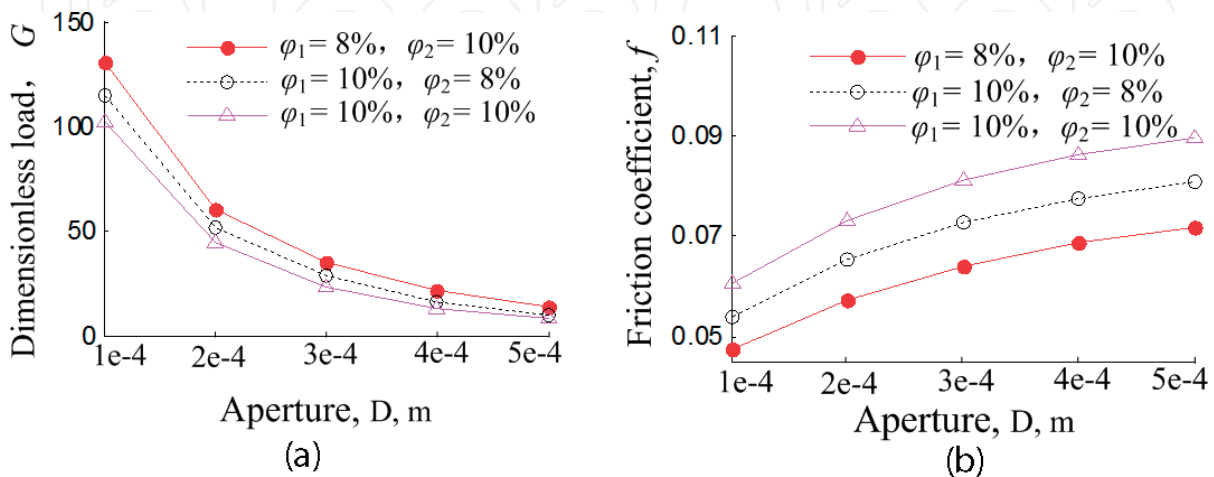 Dimensionless load, G
150
100
50
0
φ1= 8%, φ2= 10%
φ1= 10%, φ2= 8%
φ1= 10%, φ2= 10%
1e-4 2e-4 3e-4 4e-4 5e-4
Aperture, D, m
(a)
Friction coefficient, f
0.11
0.09
0.07
0.05
φ1= 8%, φ2= 10%
φ1= 10%, φ2= 8%
φ1= 10%, φ2= 10%
1e-4 2e-4 3e-4 4e-4 5e-4
Aperture, D, m
(b)